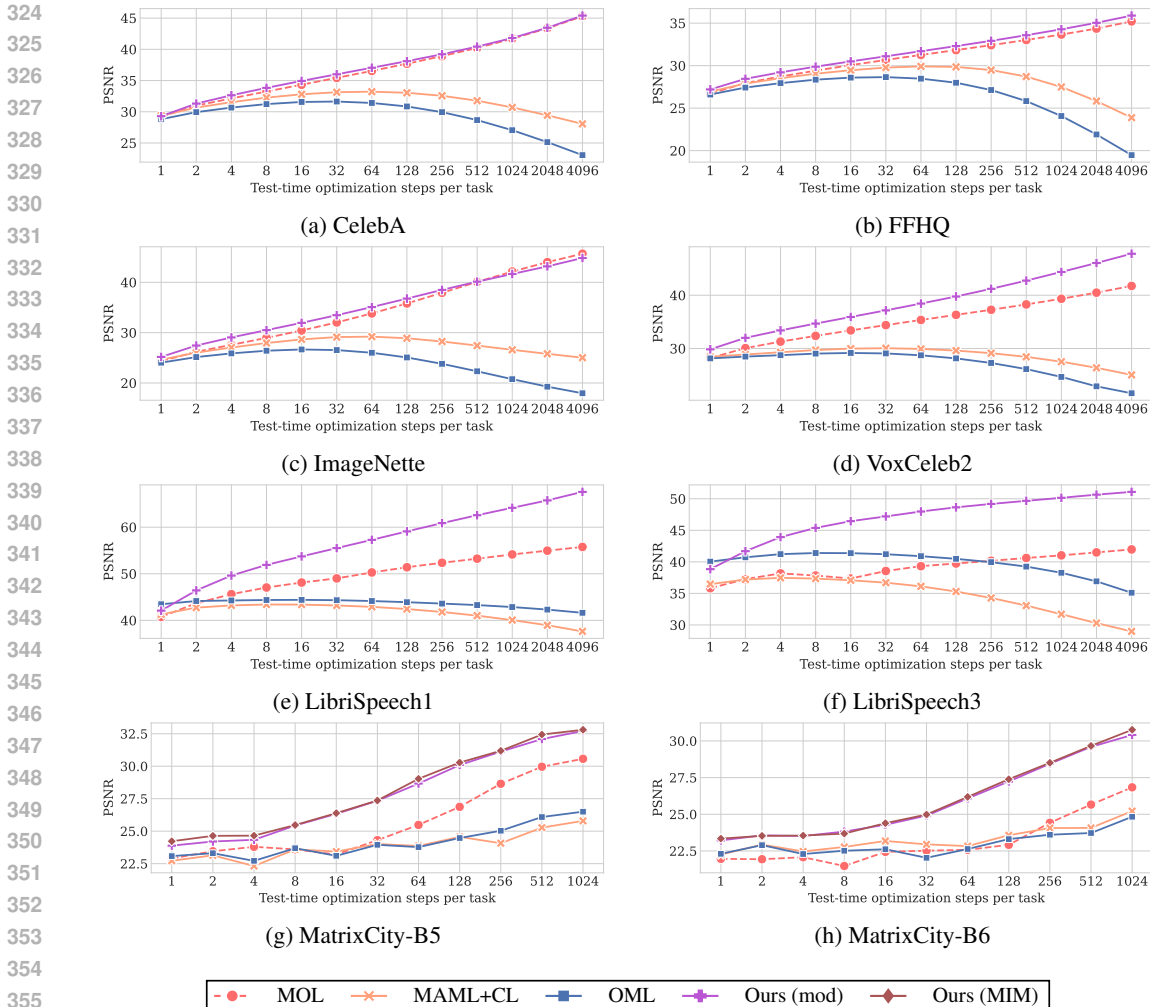 324
325
326
327
328
329
330
331
332
333
334
335
336
337
338
339
340
341
342
343
344
345
346
347
348
349
350
351
352
353
354
355
45
40
35
30
25
PSNR
1 2 4 8 16 32 64 128 256 512 1024 2048 4096
Test-time optimization steps per task
(a) CelebA
35
30
25
20
PSNR
1 2 4 8 16 32 64 128 256 512 1024 2048 4096
Test-time optimization steps per task
(b) FFHQ
40
30
20
PSNR
1 2 4 8 16 32 64 128 256 512 1024 2048 4096
Test-time optimization steps per task
(c) ImageNette
40
30
PSNR
1 2 4 8 16 32 64 128 256 512 1024 2048 4096
Test-time optimization steps per task
(d) VoxCeleb2
60
50
40
PSNR
1 2 4 8 16 32 64 128 256 512 1024 2048 4096
Test-time optimization steps per task
(e) LibriSpeech1
50
45
40
35
30
PSNR
1 2 4 8 16 32 64 128 256 512 1024 2048 4096
Test-time optimization steps per task
(f) LibriSpeech3
32.5
30.0
27.5
25.0
22.5
PSNR
1 2 4 8 16 32 64 128 256 512 1024
Test-time optimization steps per task
(g) MatrixCity-B5
30.0
27.5
25.0
22.5
PSNR
1 2 4 8 16 32 64 128 256 512 1024
Test-time optimization steps per task
(h) MatrixCity-B6
MOL MAML+CL OML Ours (mod) Ours (MIM)